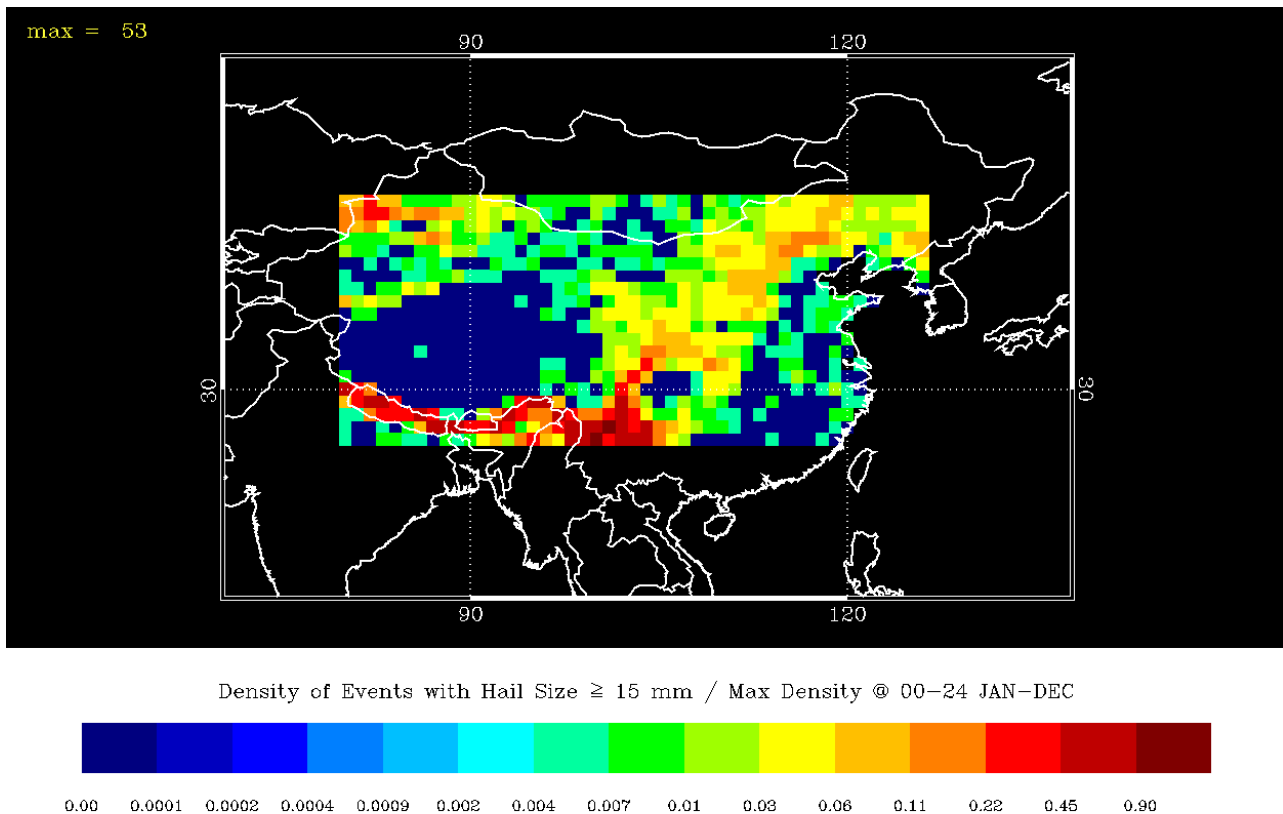 max = 53
90 120
30 30
90 120
Density of Events with Hail Size ≧ 15 mm / Max Density @ 00−24 JAN−DEC
0.00 0.0001 0.0002 0.0004 0.0009 0.002 0.004 0.007 0.01 0.03 0.06 0.11 0.22 0.45 0.90